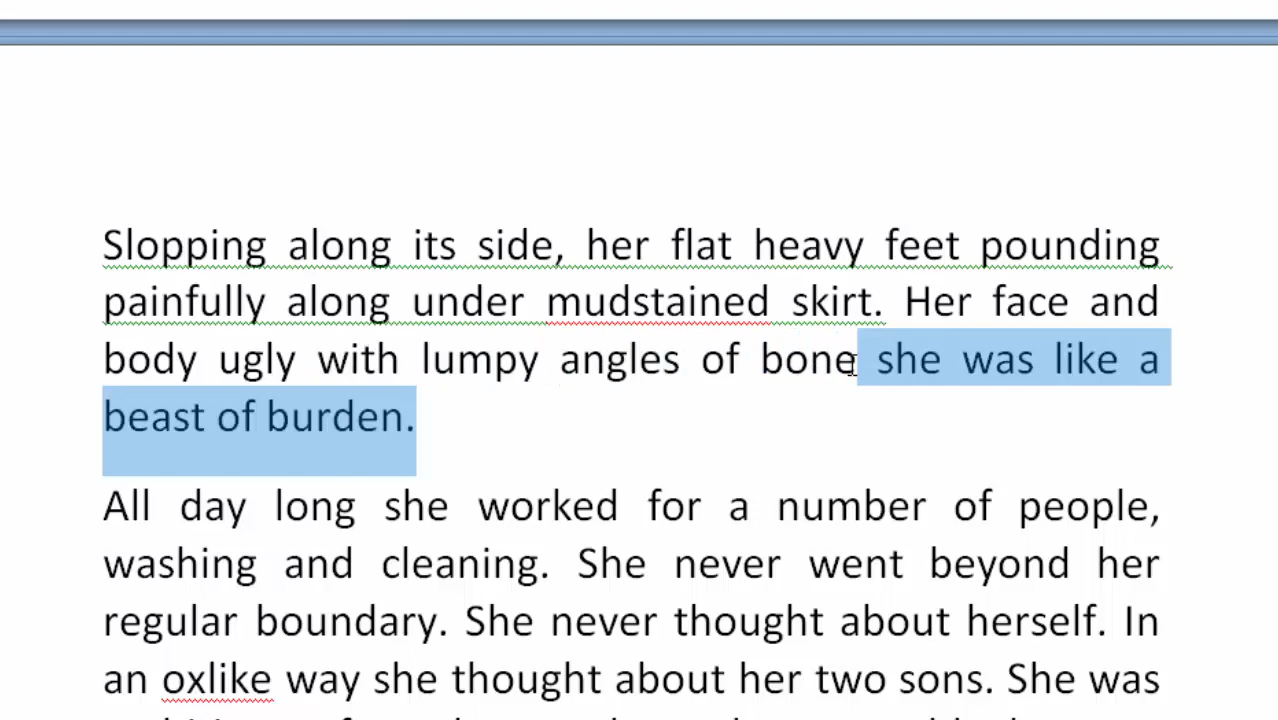 Slopping along its side, her flat heavy feet pounding
painfully along under mudstained skirt. Her face and
body ugly with lumpy angles of bone she was like a
beast of burden.
All day long she worked for a number of people,
washing and cleaning. She never went beyond her
regular boundary. She never thought about herself. In
an oxlike way she thought about her two sons. She was